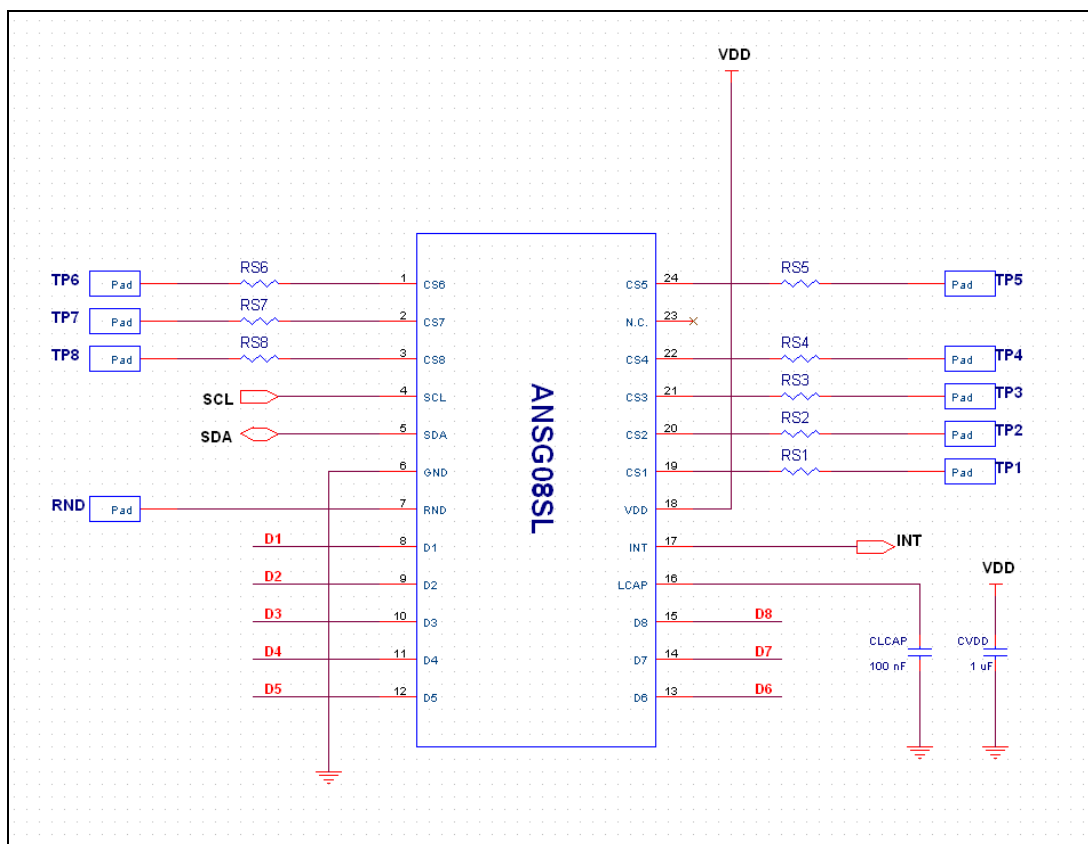 VDD
TP6 Pad RS6 1 CS6 CS5 24 RS5 Pad TP5
TP7 Pad RS7 2 CS7 N.C. 23
TP8 Pad RS8 3 CS8 CS4 22 RS4 Pad TP4
SCL 4 SCL CS3 21 RS3 Pad TP3
SDA 5 SDA CS2 20 RS2 Pad TP2
6 GND CS1 19 RS1 Pad TP1
RND Pad 7 RND VDD 18
D1 8 D1 INT 17 INT
D2 9 D2 LCAP 16 VDD
D3 10 D3 D8 15 D8
D4 11 D4 D7 14 D7
D5 12 D5 D6 13 D6
CLCAP CVDD
100 nF 1 uF
ANSG08SL